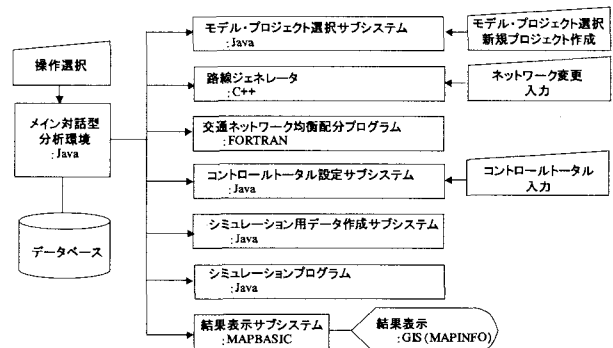 操作選択
メイン対話型
分析環境
:Java
データベース
モデル・プロジェクト選択サブシステム
:Java
モデル・プロジェクト選択
新規プロジェクト作成
路線ジェネレータ
:C++
ネットワーク変更
入力
交通ネットワーク均衡配分プログラム
:FORTRAN
コントロールトータル設定サブシステム
:Java
コントロールトータル
入力
シミュレーション用データ作成サブシステム
:Java
シミュレーションプログラム
:Java
結果表示サブシステム
:MAPBASIC
結果表示
:GIS(MAPINFO)